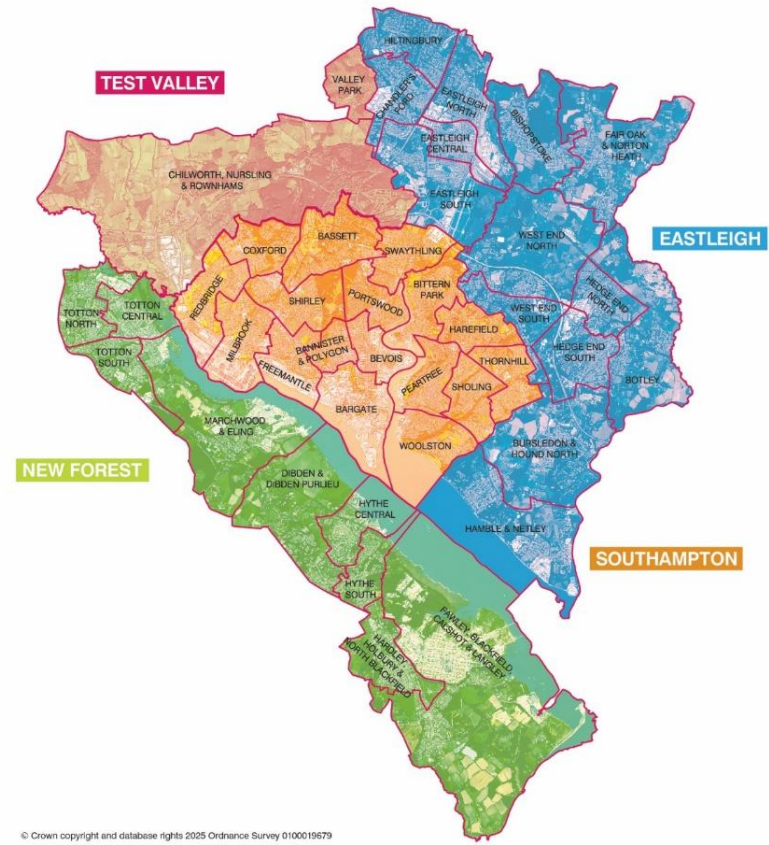 TEST VALLEY
EASTLEIGH
NEW FOREST
SOUTHAMPTON
HILTINGBURY
VALLEY
PARK
CHANDLER'S
FORD
EASTLEIGH
NORTH
BISHOPSTOKE
FAIR OAK
& NORTON
HEATH
EASTLEIGH
CENTRAL
CHILWORTH, NURSLING
& ROWNHAMS
EASTLEIGH
SOUTH
WEST END
NORTH
BASSETT
COXFORD
SWAYTHLING
HEDGE END
NORTH
REDBRIDGE
BITTERN
PARK
SHIRLEY
PORTSWOOD
WEST END
SOUTH
TOTTON
NORTH
TOTTON
CENTRAL
MILBROOK
HAREFIELD
BANNISTER
& POLYGON
HEDGE END
SOUTH
TOTTON
SOUTH
BEVOIS
THORNHILL
FREEMANTLE
PEARTREE
SHOLING
BOTLEY
BARGATE
MARCHWOOD
& ELING
WOOLSTON
BURSLEDON &
HOUND NORTH
DIBDEN &
DIBDEN PURLIEU
HYTHE
CENTRAL
HAMBLE & NETLEY
HYTHE
SOUTH
FAWLEY, BLACKFIELD,
CALSHOT & LANGLEY
HARDLEY,
HOLBURY &
NORTH BLACKFIELD
© Crown copyright and database rights 2025 Ordnance Survey 0100019679